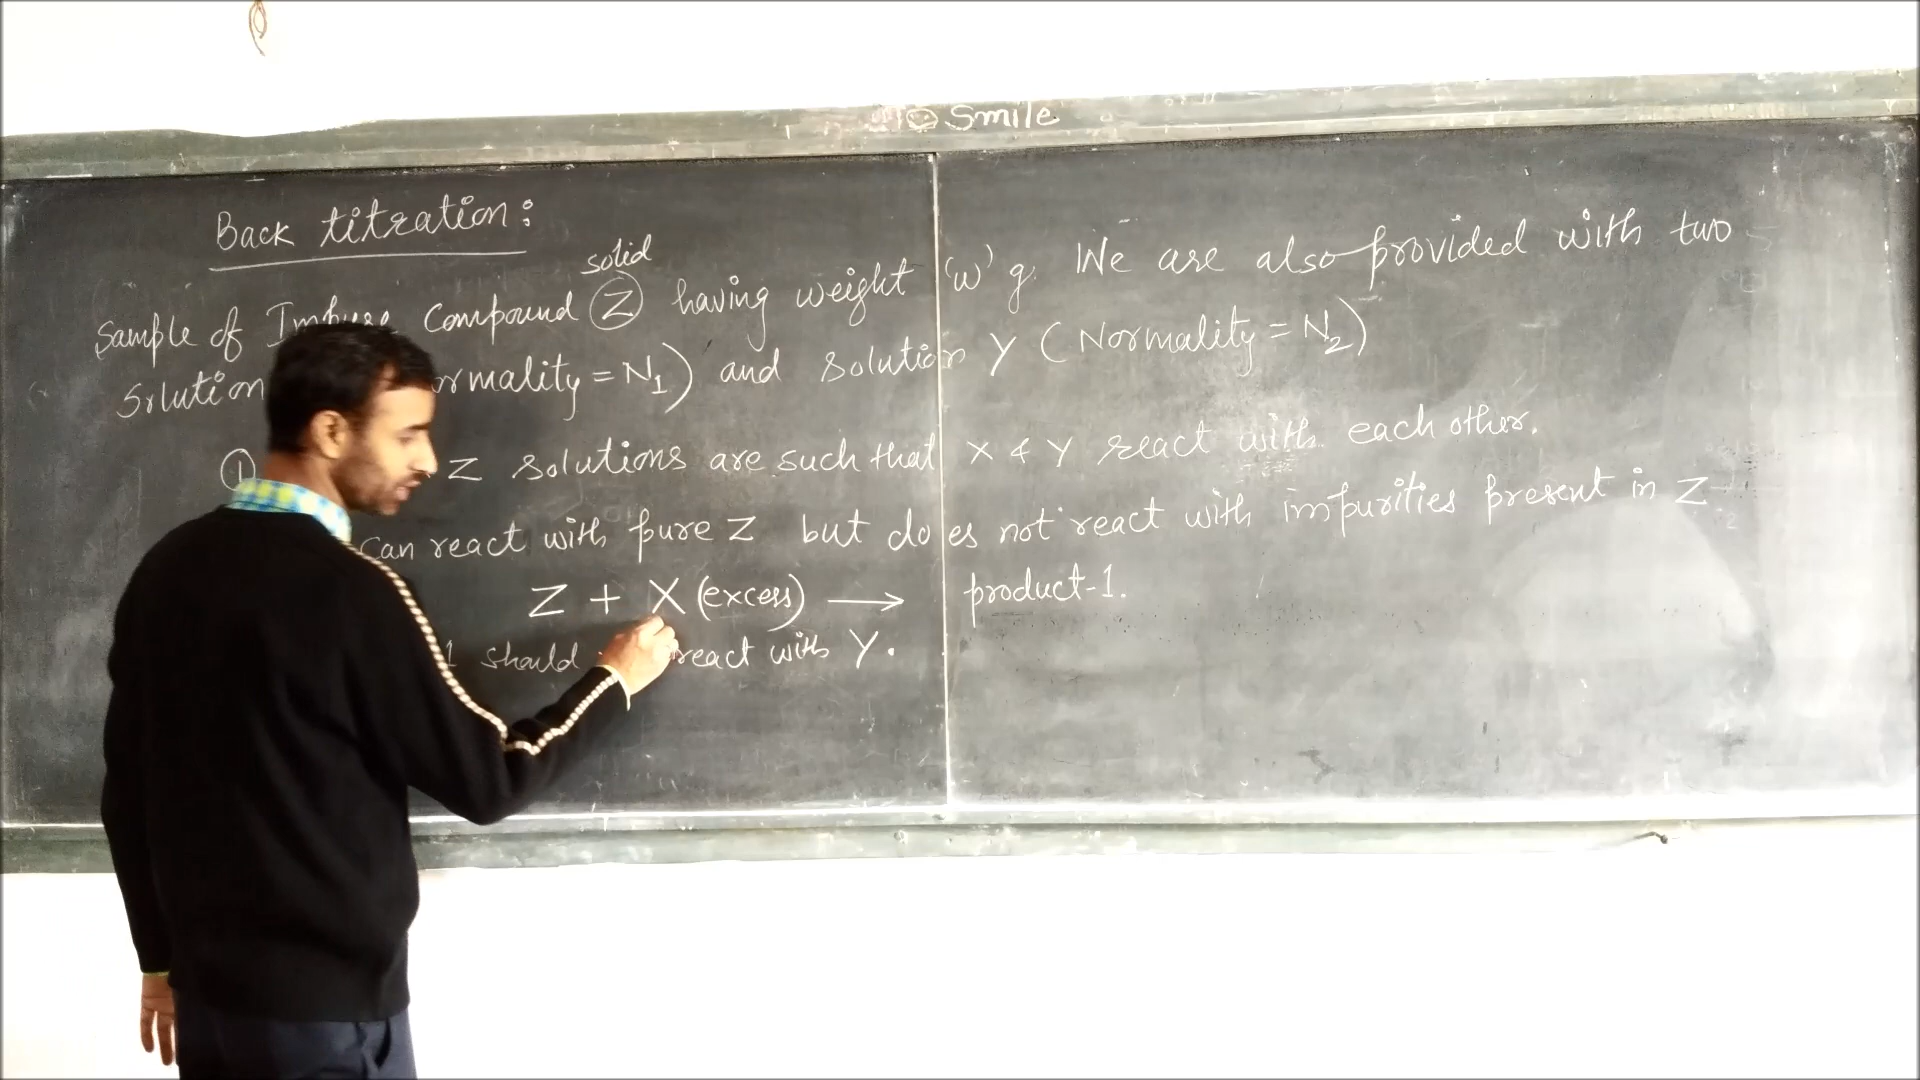 ☺ Smile
Back titration:
solid
Sample of Impure Compound Z having weight 'w' g. We are also provided with two
Solution ormality = N₁) and solution Y (Normality = N₂)
① Z solutions are such that X & Y react with each other.
can react with pure Z but does not react with impurities present in Z
Z + X (excess) ⟶ product-1.
1 should react with Y.